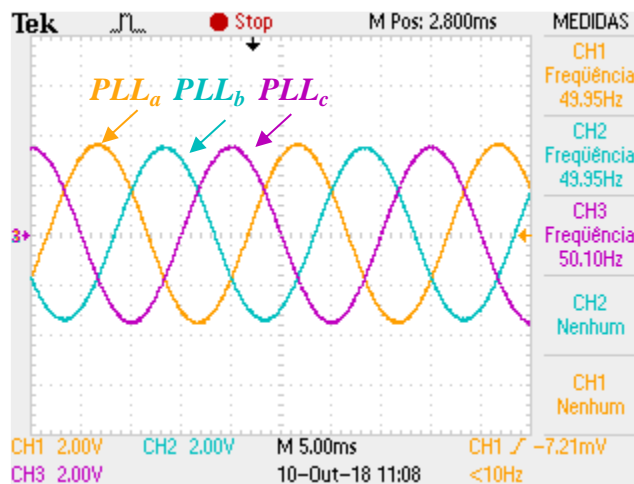 Tek Stop M Pos: 2.800ms MEDIDAS
PLLa PLLb PLLc
CH1
Freqüência
49.95Hz
CH2
Freqüência
49.95Hz
CH3
Freqüência
50.10Hz
CH2
Nenhum
CH1
Nenhum
3
CH1 2.00V CH2 2.00V M 5.00ms CH1 -7.21mV
CH3 2.00V 10-Out-18 11:08 <10Hz